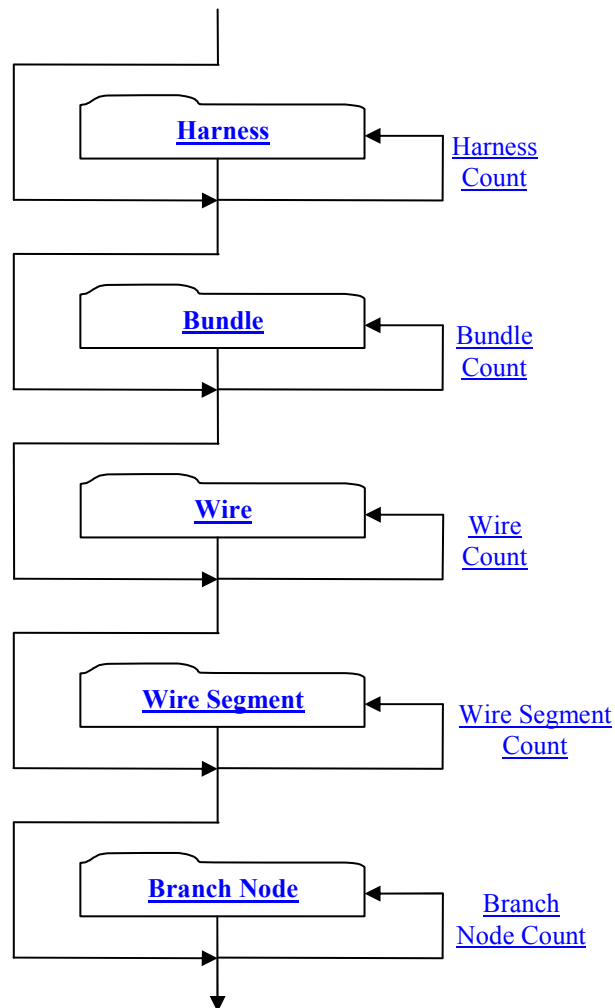 Harness
Harness
Count
Bundle
Bundle
Count
Wire
Wire
Count
Wire Segment
Wire Segment
Count
Branch Node
Branch
Node Count